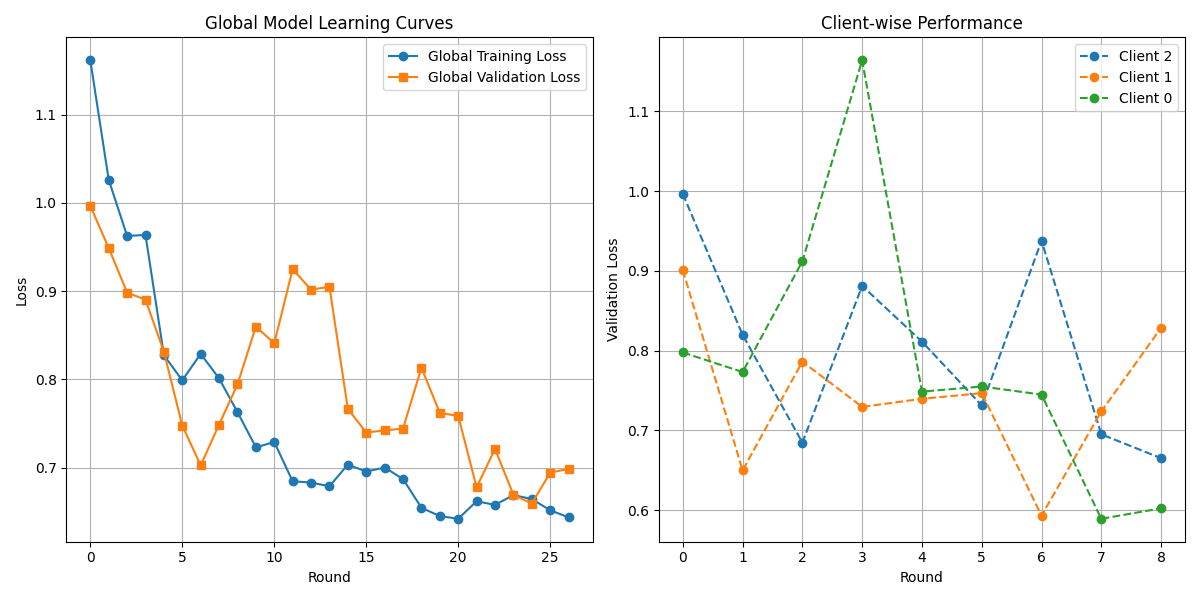 Global Model Learning Curves
Global Training Loss
Global Validation Loss
1.1
1.0
0.9
0.8
0.7
Loss
0
5
10
15
20
25
Round
Client-wise Performance
Client 2
Client 1
Client 0
1.1
1.0
0.9
0.8
0.7
0.6
Validation Loss
0
1
2
3
4
5
6
7
8
Round